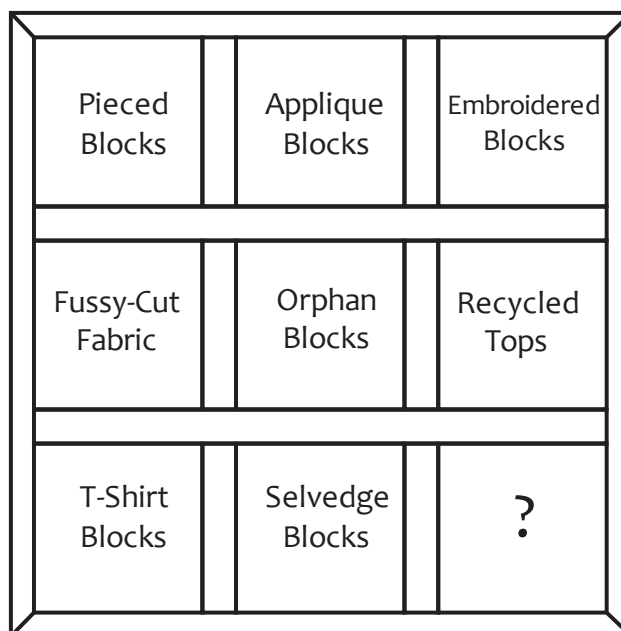 Pieced
Blocks
Applique
Blocks
Embroidered
Blocks
Fussy-Cut
Fabric
Orphan
Blocks
Recycled
Tops
T-Shirt
Blocks
Selvedge
Blocks
?